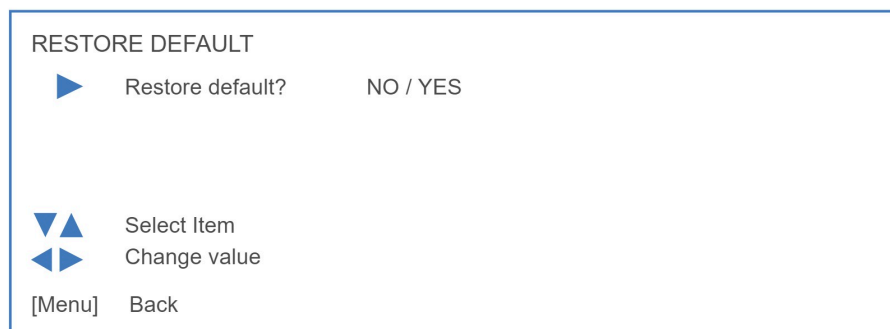 RESTORE DEFAULT
Restore default? NO / YES
Select Item
Change value
[Menu] Back